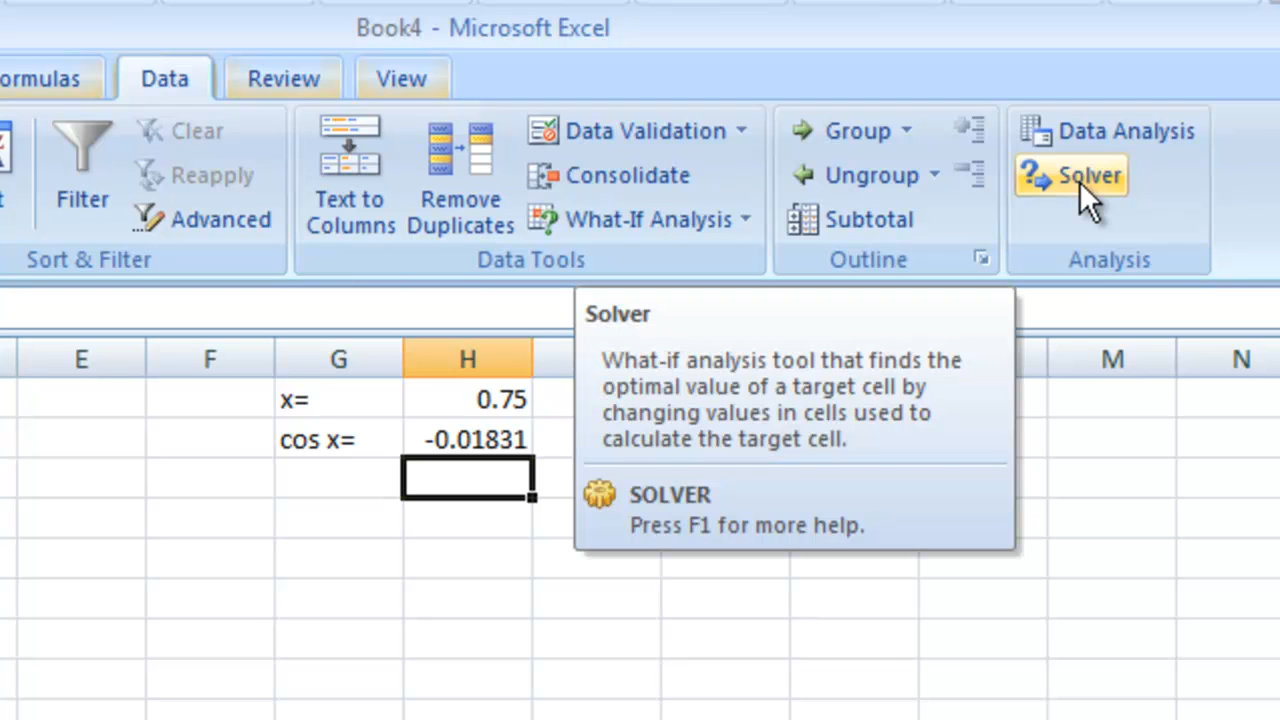 Book4 - Microsoft Excel
ormulas Data Review View
Clear
Reapply
Advanced
Filter
Sort & Filter
Text to
Columns
Remove
Duplicates
Data Validation
Consolidate
What-If Analysis
Data Tools
Group
Ungroup
Subtotal
Outline
Data Analysis
Solver
Analysis
Solver
What-if analysis tool that finds the
optimal value of a target cell by
changing values in cells used to
calculate the target cell.
SOLVER
Press F1 for more help.
E F G H M N
x= 0.75
cos x= -0.01831